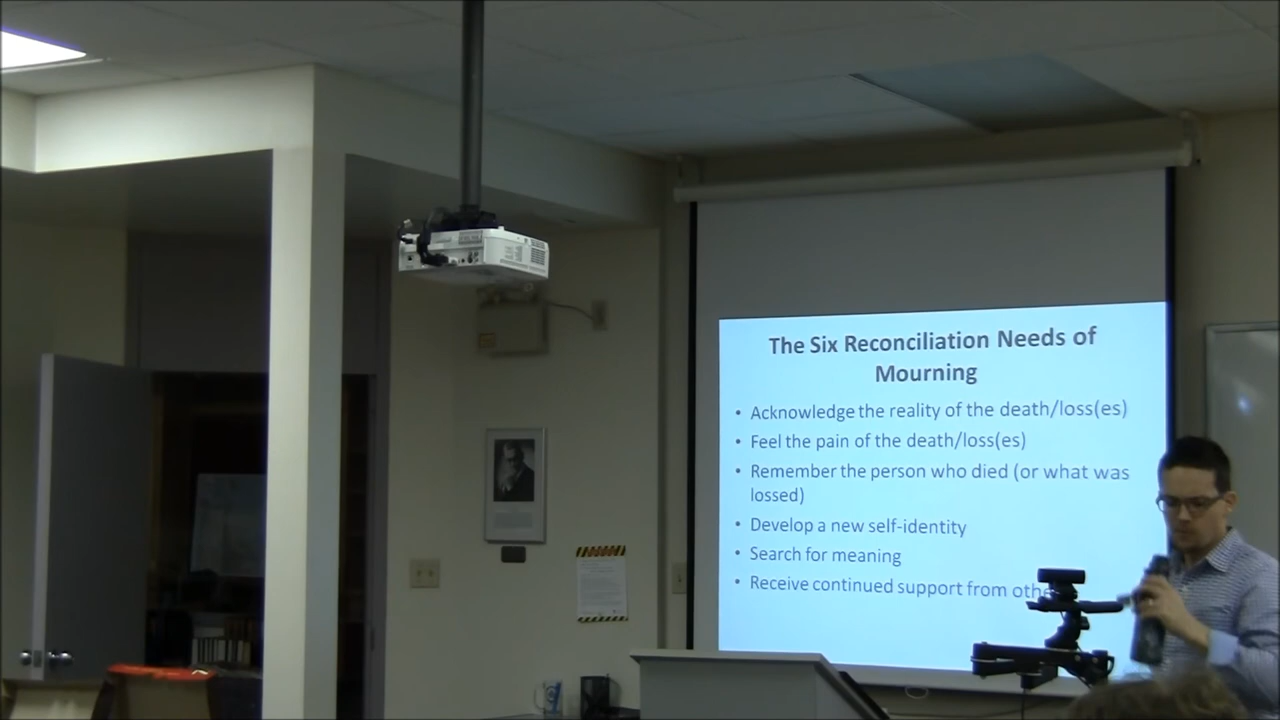 The Six Reconciliation Needs of
Mourning
• Acknowledge the reality of the death/loss(es)
• Feel the pain of the death/loss(es)
• Remember the person who died (or what was
lossed)
• Develop a new self-identity
• Search for meaning
• Receive continued support from